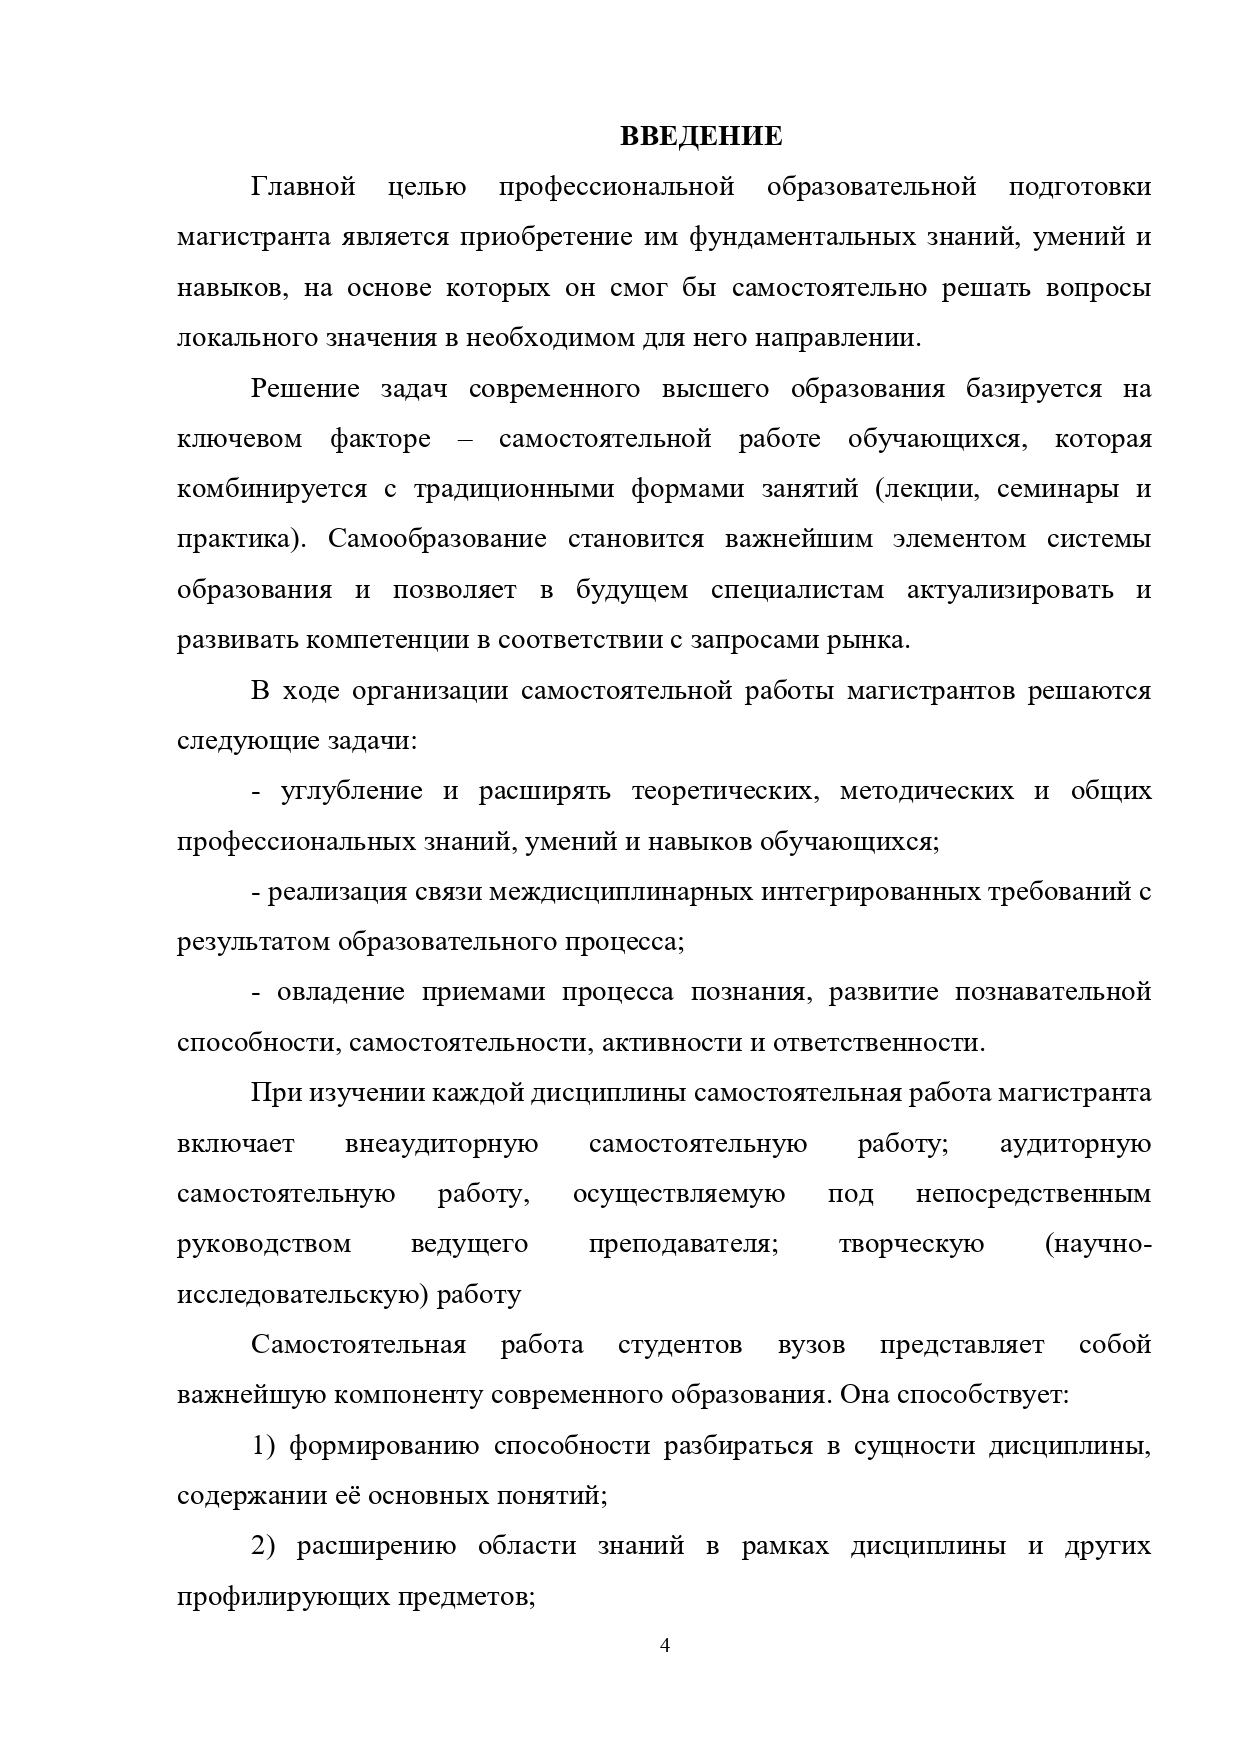 ВВЕДЕНИЕ
Главной целью профессиональной образовательной подготовки
магистранта является приобретение им фундаментальных знаний, умений и
навыков, на основе которых он смог бы самостоятельно решать вопросы
локального значения в необходимом для него направлении.
Решение задач современного высшего образования базируется на
ключевом факторе – самостоятельной работе обучающихся, которая
комбинируется с традиционными формами занятий (лекции, семинары и
практика). Самообразование становится важнейшим элементом системы
образования и позволяет в будущем специалистам актуализировать и
развивать компетенции в соответствии с запросами рынка.
В ходе организации самостоятельной работы магистрантов решаются
следующие задачи:
- углубление и расширять теоретических, методических и общих
профессиональных знаний, умений и навыков обучающихся;
- реализация связи междисциплинарных интегрированных требований с
результатом образовательного процесса;
- овладение приемами процесса познания, развитие познавательной
способности, самостоятельности, активности и ответственности.
При изучении каждой дисциплины самостоятельная работа магистранта
включает внеаудиторную самостоятельную работу; аудиторную
самостоятельную работу, осуществляемую под непосредственным
руководством ведущего преподавателя; творческую (научно-
исследовательскую) работу
Самостоятельная работа студентов вузов представляет собой
важнейшую компоненту современного образования. Она способствует:
1) формированию способности разбираться в сущности дисциплины,
содержании её основных понятий;
2) расширению области знаний в рамках дисциплины и других
профилирующих предметов;
4